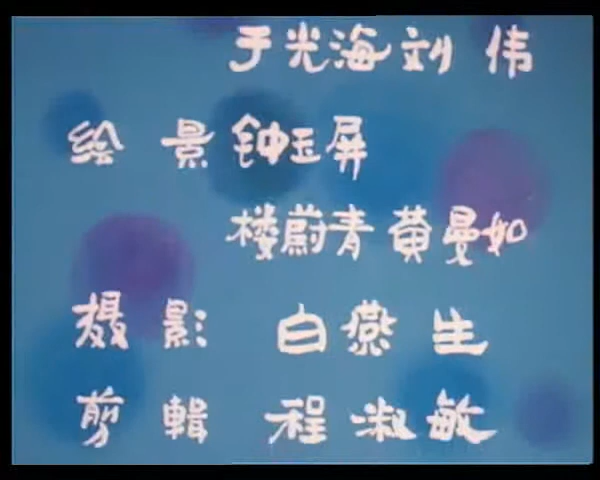 于光海 刘伟
绘景 钟玉屏
楼蔚青 黄曼如
摄影 白燕生
剪輯 程淑敏